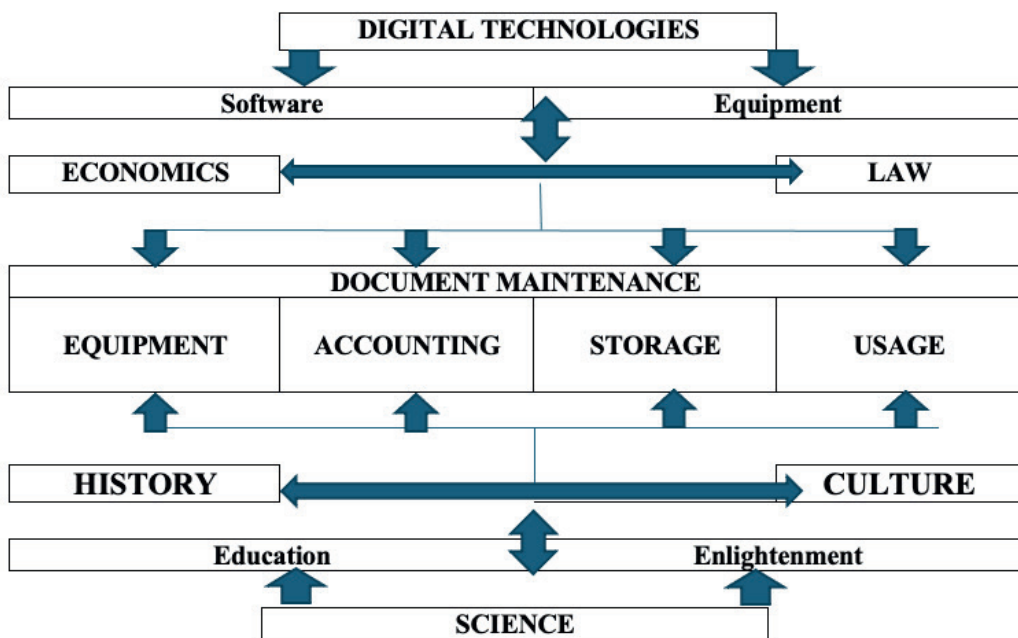 DIGITAL TECHNOLOGIES
Software Equipment
ECONOMICS LAW
DOCUMENT MAINTENANCE
EQUIPMENT ACCOUNTING STORAGE USAGE
HISTORY CULTURE
Education Enlightenment
SCIENCE